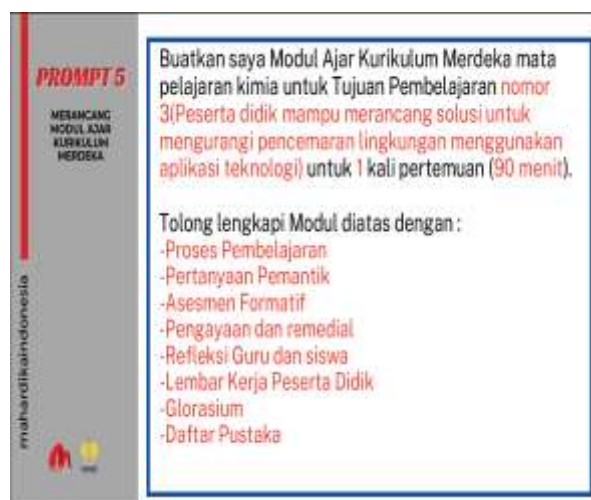 PROMPT 5
MERANCANG
MODUL AJAR
KURIKULUM
MERDEKA
mahardikaindonesia
Buatkan saya Modul Ajar Kurikulum Merdeka mata
pelajaran kimia untuk Tujuan Pembelajaran nomor
3(Peserta didik mampu merancang solusi untuk
mengurangi pencemaran lingkungan menggunakan
aplikasi teknologi) untuk 1 kali pertemuan (90 menit).
Tolong lengkapi Modul diatas dengan :
-Proses Pembelajaran
-Pertanyaan Pemantik
-Asesmen Formatif
-Pengayaan dan remedial
-Refleksi Guru dan siswa
-Lembar Kerja Peserta Didik
-Glorasium
-Daftar Pustaka